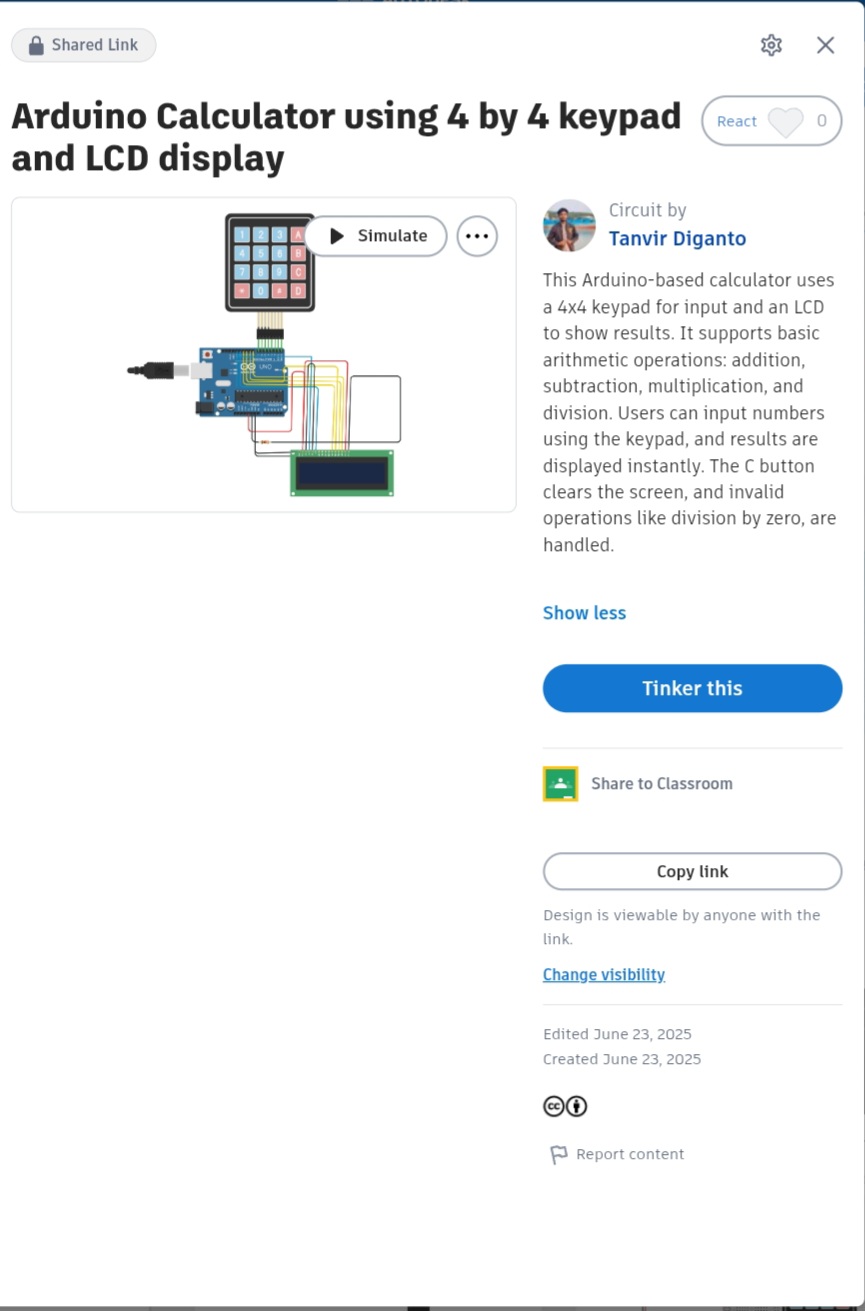 Shared Link
Arduino Calculator using 4 by 4 keypad
and LCD display
React 0
Simulate
1 2 3 A
4 5 6 B
7 8 9 C
* 0 # D
UNO
Circuit by
Tanvir Diganto
This Arduino-based calculator uses
a 4x4 keypad for input and an LCD
to show results. It supports basic
arithmetic operations: addition,
subtraction, multiplication, and
division. Users can input numbers
using the keypad, and results are
displayed instantly. The C button
clears the screen, and invalid
operations like division by zero, are
handled.
Show less
Tinker this
Share to Classroom
Copy link
Design is viewable by anyone with the
link.
Change visibility
Edited June 23, 2025
Created June 23, 2025
cc
Report content